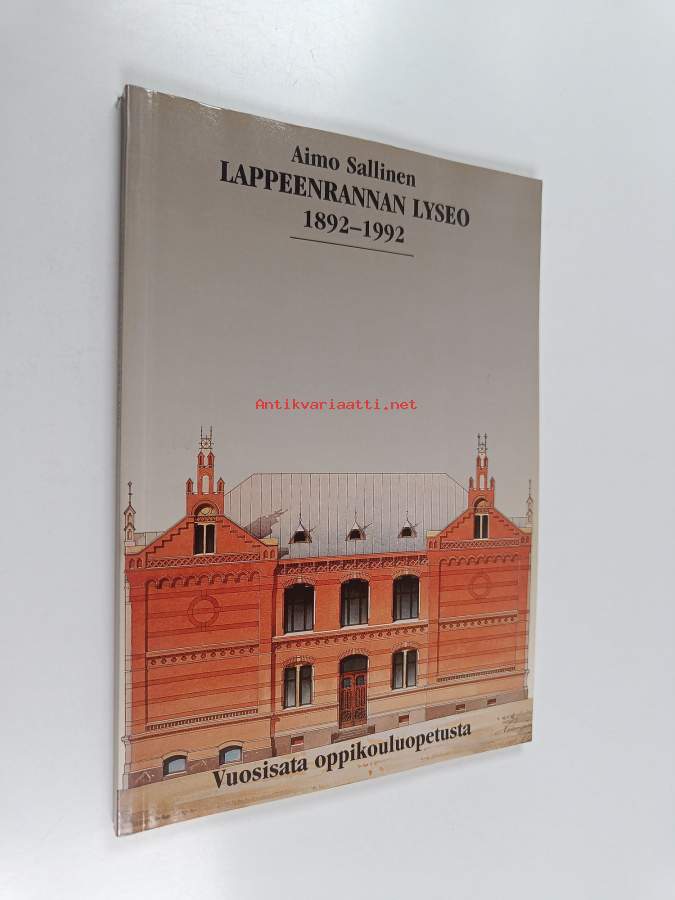 Aimo Sallinen
LAPPEENRANNAN LYSEO
1892–1992
Antikvariaatti.net
Vuosisata oppikouluopetusta